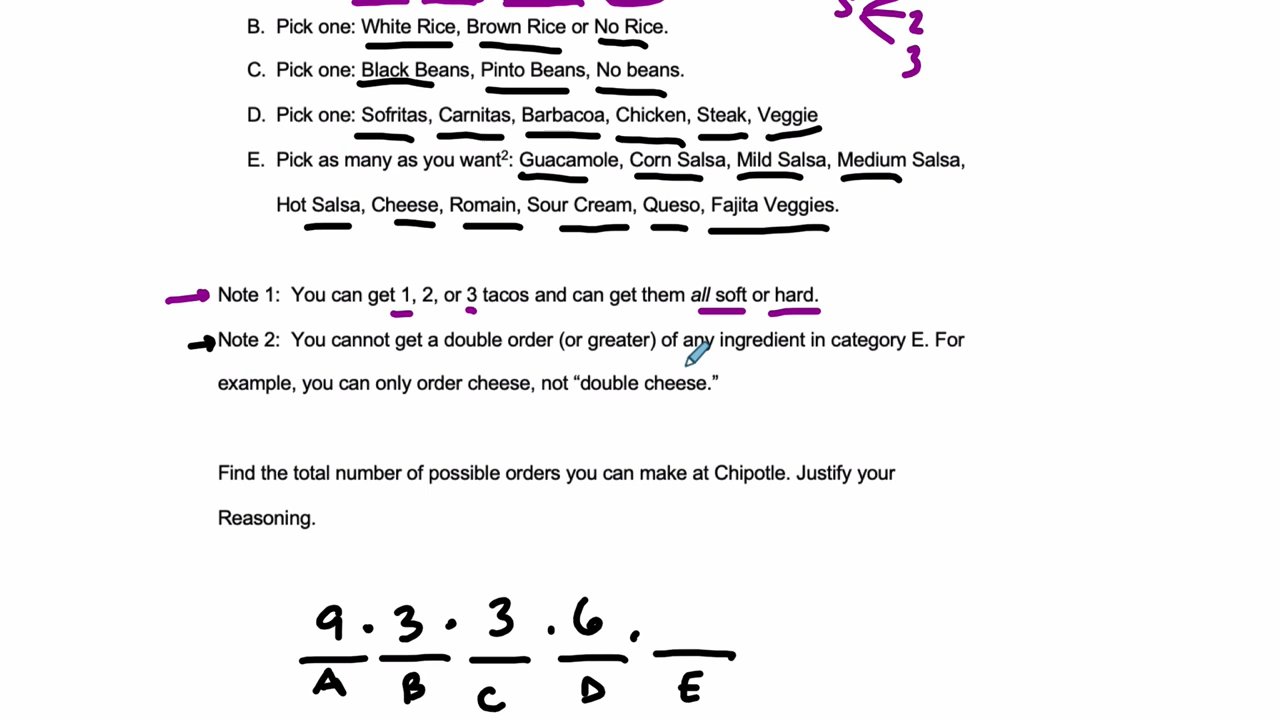 B. Pick one: White Rice, Brown Rice or No Rice.
2
3
C. Pick one: Black Beans, Pinto Beans, No beans.
D. Pick one: Sofritas, Carnitas, Barbacoa, Chicken, Steak, Veggie
E. Pick as many as you want²: Guacamole, Corn Salsa, Mild Salsa, Medium Salsa,
Hot Salsa, Cheese, Romain, Sour Cream, Queso, Fajita Veggies.
Note 1: You can get 1, 2, or 3 tacos and can get them all soft or hard.
Note 2: You cannot get a double order (or greater) of any ingredient in category E. For
example, you can only order cheese, not “double cheese.”
Find the total number of possible orders you can make at Chipotle. Justify your
Reasoning.
9 . 3 . 3 . 6 .
A B C D E